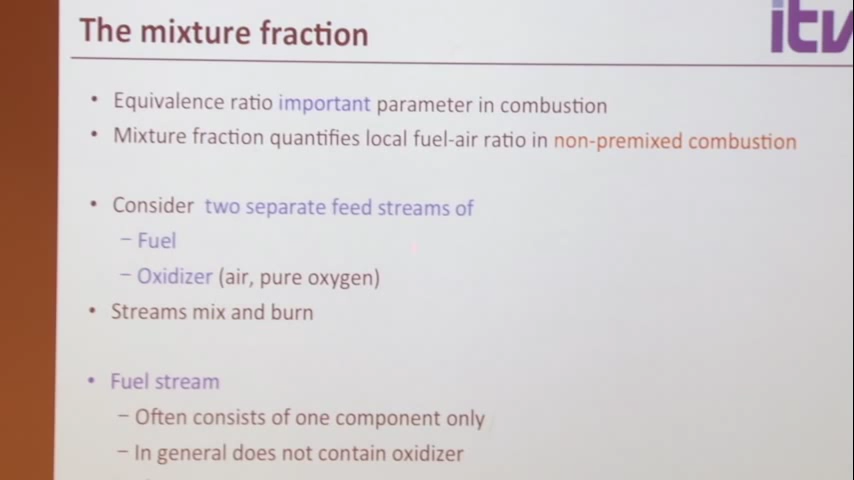 The mixture fraction
itv
• Equivalence ratio important parameter in combustion
• Mixture fraction quantifies local fuel-air ratio in non-premixed combustion
• Consider two separate feed streams of
– Fuel
– Oxidizer (air, pure oxygen)
• Streams mix and burn
• Fuel stream
– Often consists of one component only
– In general does not contain oxidizer